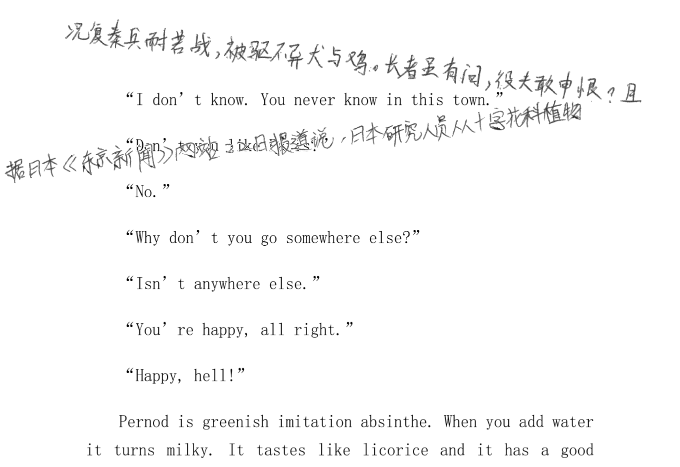 况复秦兵耐苦战,被驱不异犬与鸡。长者虽有问,役夫敢申恨?且
“I don’t know. You never know in this town.”
“Don’t you like
据日本《东京新闻》网站 日报道说,日本研究人员从十字花科植物
“No.”
“Why don’t you go somewhere else?”
“Isn’t anywhere else.”
“You’re happy, all right.”
“Happy, hell!”
Pernod is greenish imitation absinthe. When you add water
it turns milky. It tastes like licorice and it has a good